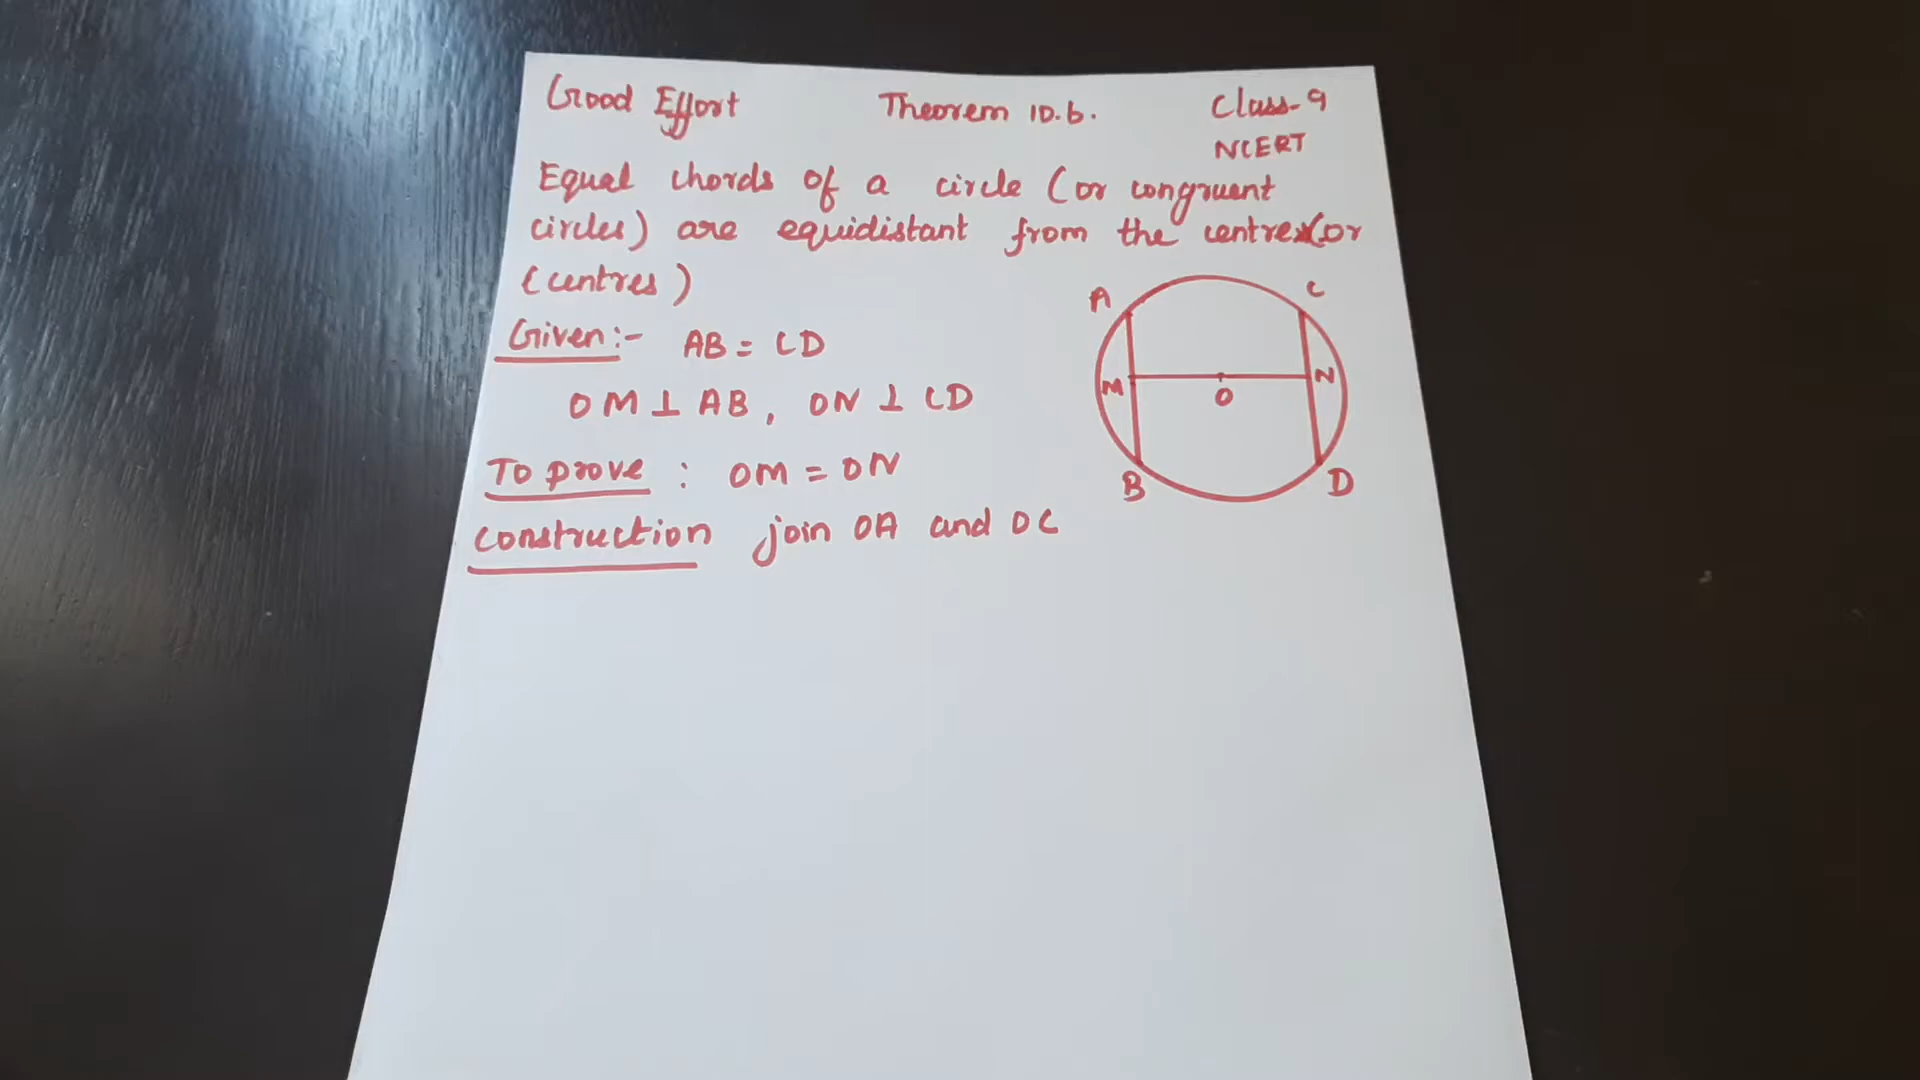 Good Effort Theorem 10.6. Class-9
NCERT
Equal chords of a circle (or congruent
circles) are equidistant from the centre (or
(centres)
Given:- AB = CD
OM ⊥ AB, ON ⊥ CD
To prove : OM = ON
construction join OA and OC
A C
M O N
B D